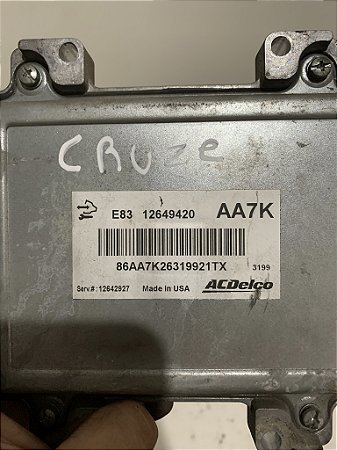 CRUZE
E83 12649420 AA7K
86AA7K26319921TX 3199
Serv.#: 12642927 Made in USA ACDelco